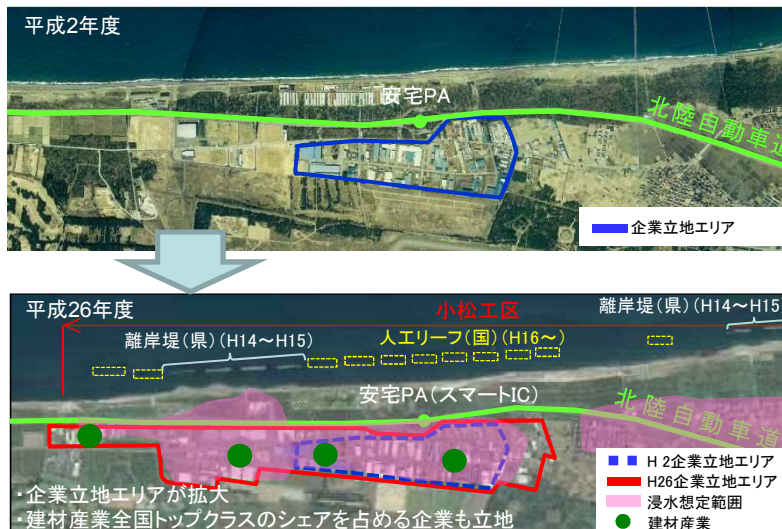 平成2年度
安宅PA
北陸自動車道
企業立地エリア
平成26年度
小松工区
離岸堤(県)(H14～H15)
離岸堤(県)(H14～H15)
人工リーフ(国)(H16～)
安宅PA(スマートIC)
北陸自動車道
H 2企業立地エリア
H26企業立地エリア
浸水想定範囲
建材産業
・企業立地エリアが拡大
・建材産業全国トップクラスのシェアを占める企業も立地